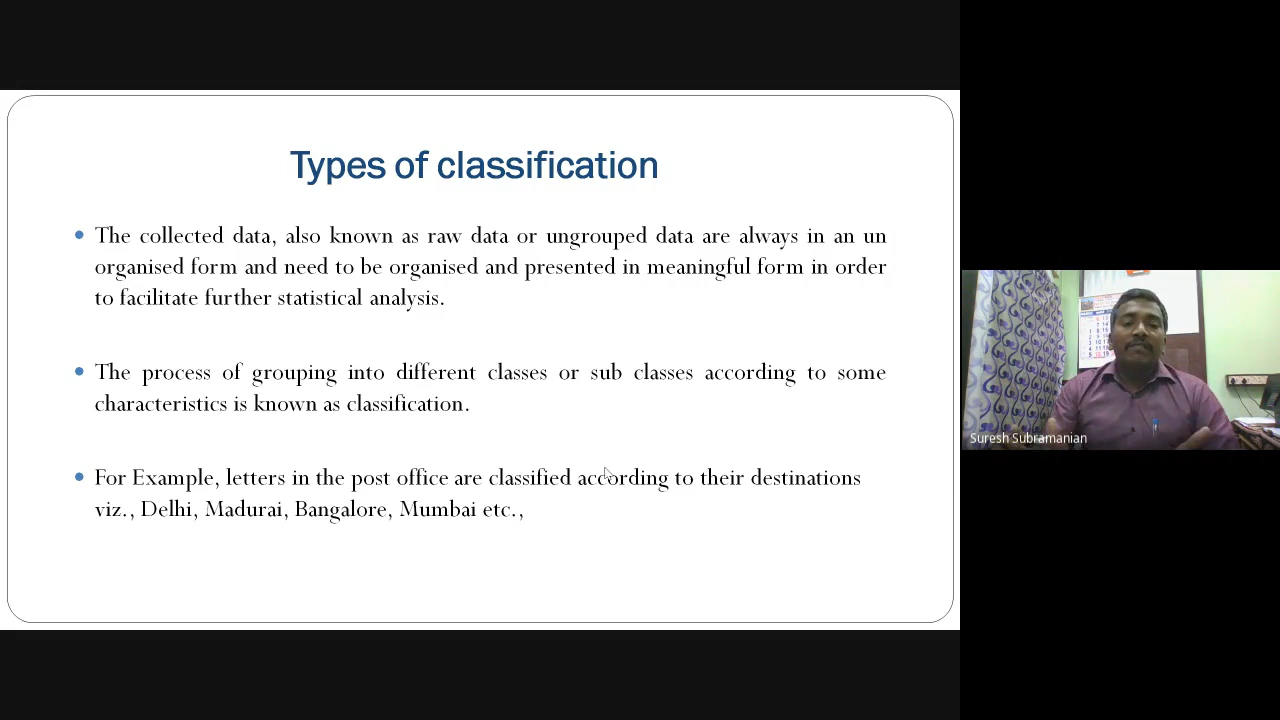 Types of classification
The collected data, also known as raw data or ungrouped data are always in an un
organised form and need to be organised and presented in meaningful form in order
to facilitate further statistical analysis.
The process of grouping into different classes or sub classes according to some
characteristics is known as classification.
For Example, letters in the post office are classified according to their destinations
viz., Delhi, Madurai, Bangalore, Mumbai etc.,
Suresh Subramanian